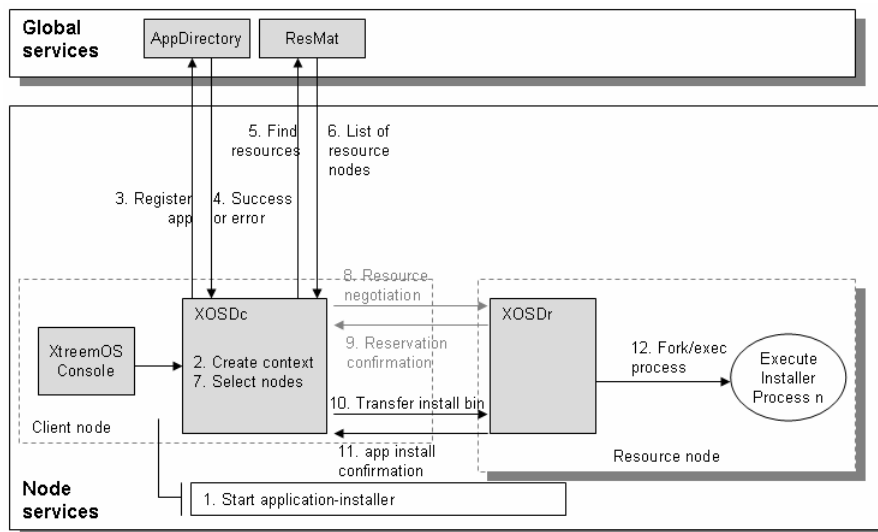 Global
services
AppDirectory
ResMat
5. Find
resources
6. List of
resource
nodes
3. Register
app
4. Success
or error
8. Resource
negotiation
XOSDc
XOSDr
2. Create context
7. Select nodes
9. Reservation
confirmation
XtreemOS
Console
12. Fork/exec
process
Execute
Installer
Process n
10. Transfer install bin
Client node
11. app install
confirmation
Resource node
Node
services
1. Start application-installer